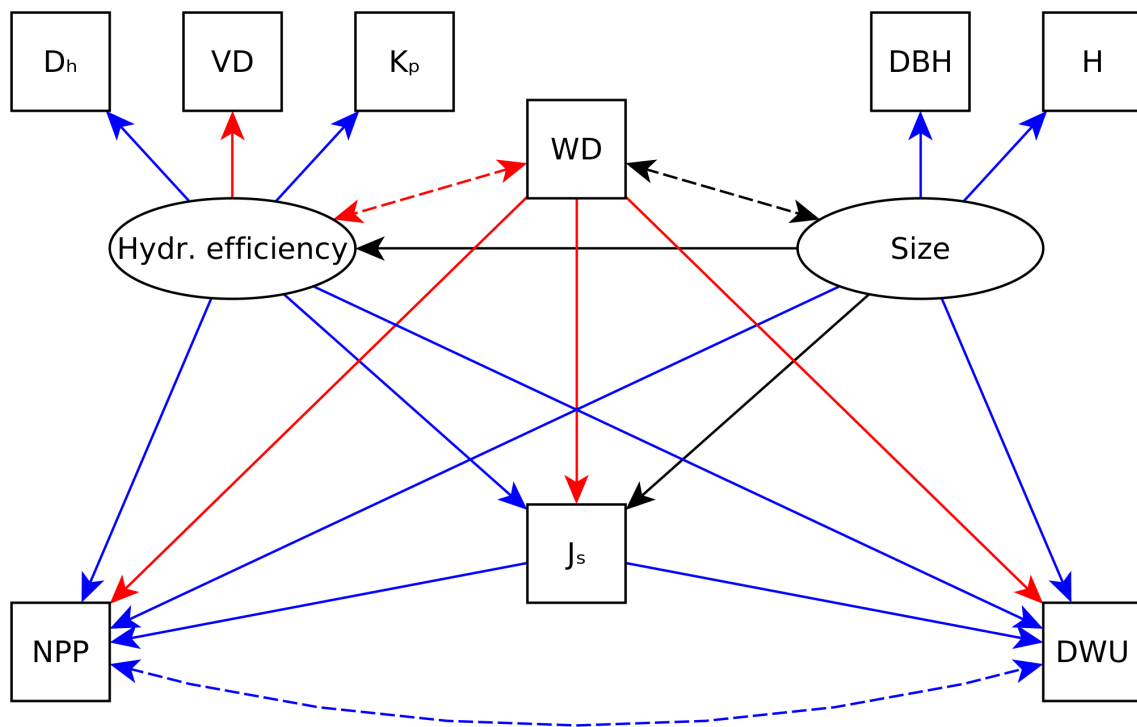 Dₕ
VD
Kₚ
DBH
H
WD
Hydr. efficiency
Size
Jₛ
NPP
DWU